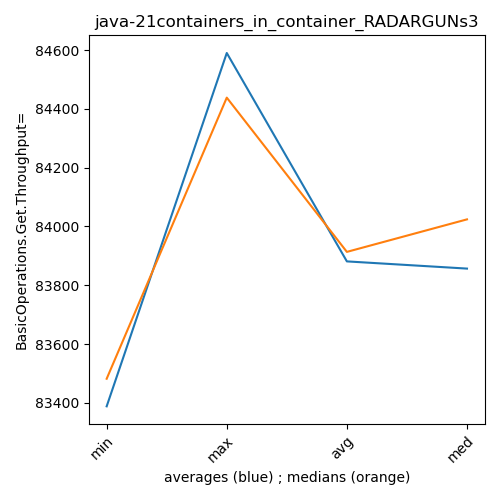 java-21containers_in_container_RADARGUNs3
BasicOperations.Get.Throughput=
84600
84400
84200
84000
83800
83600
83400
min
max
avg
med
averages (blue) ; medians (orange)